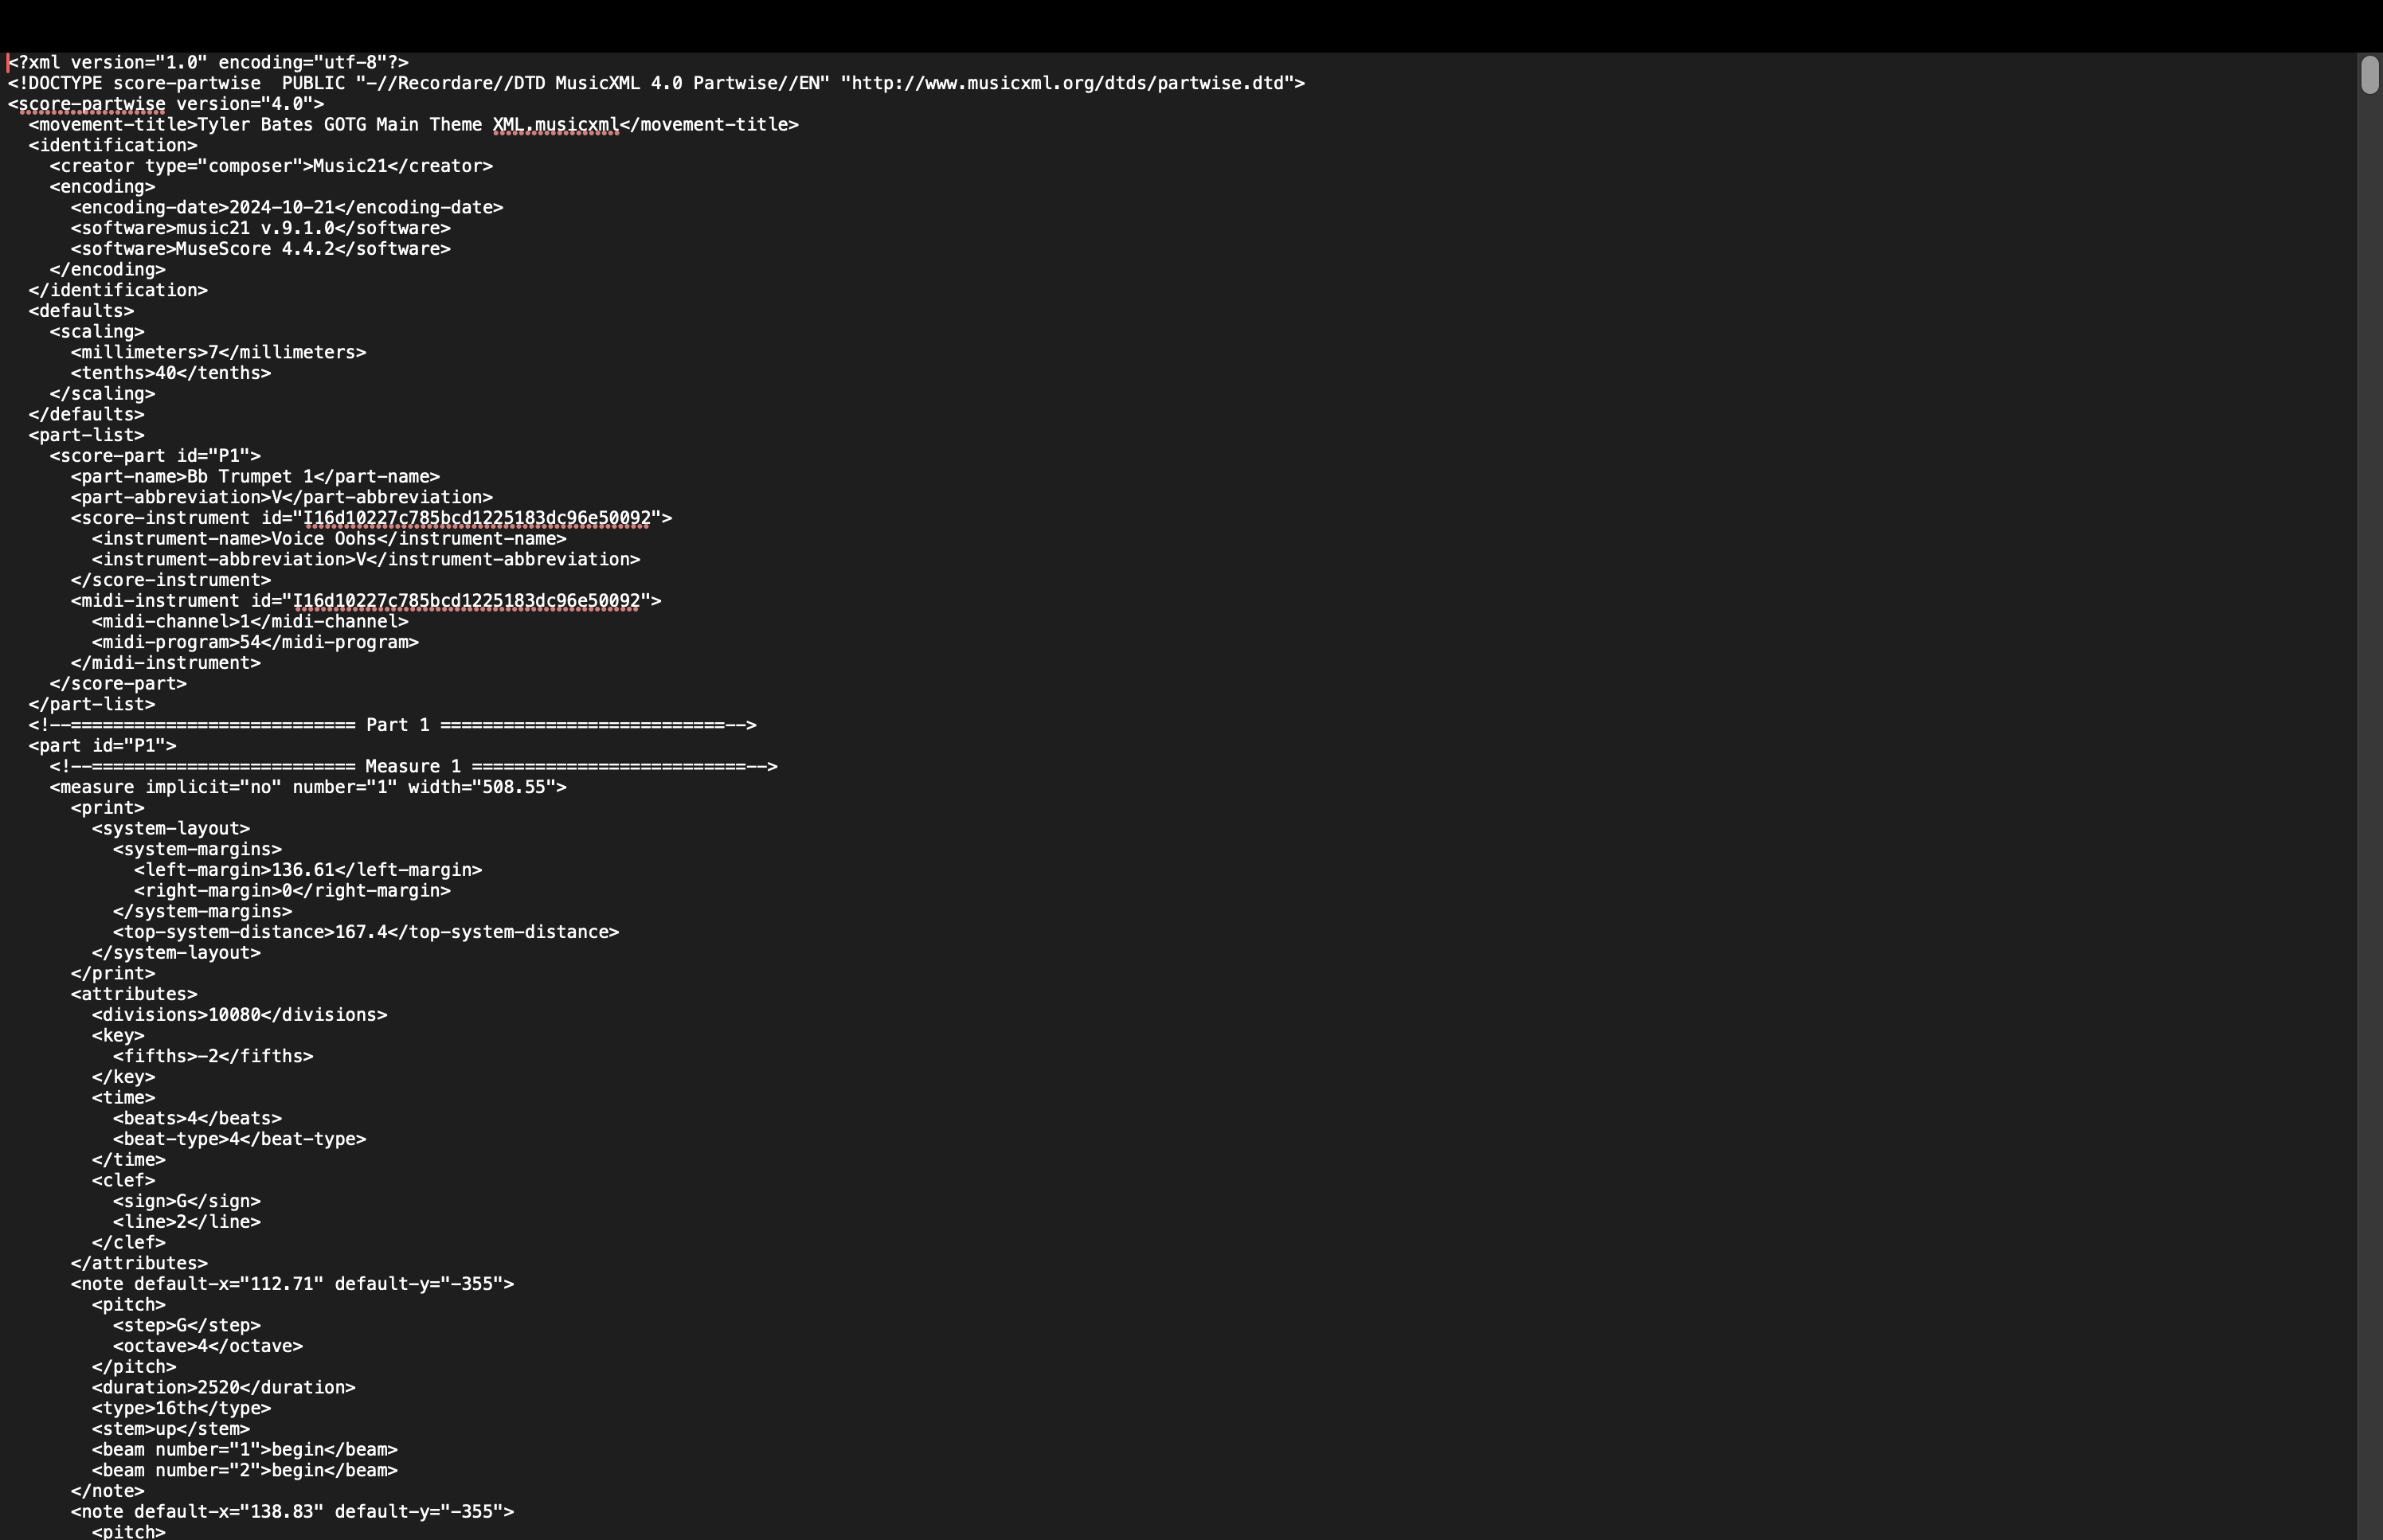 <?xml version="1.0" encoding="utf-8"?>
<!DOCTYPE score-partwise  PUBLIC "-//Recordare//DTD MusicXML 4.0 Partwise//EN" "http://www.musicxml.org/dtds/partwise.dtd">
<score-partwise version="4.0">
  <movement-title>Tyler Bates GOTG Main Theme XML.musicxml</movement-title>
  <identification>
    <creator type="composer">Music21</creator>
    <encoding>
      <encoding-date>2024-10-21</encoding-date>
      <software>music21 v.9.1.0</software>
      <software>MuseScore 4.4.2</software>
    </encoding>
  </identification>
  <defaults>
    <scaling>
      <millimeters>7</millimeters>
      <tenths>40</tenths>
    </scaling>
  </defaults>
  <part-list>
    <score-part id="P1">
      <part-name>Bb Trumpet 1</part-name>
      <part-abbreviation>V</part-abbreviation>
      <score-instrument id="I16d10227c785bcd1225183dc96e50092">
        <instrument-name>Voice Oohs</instrument-name>
        <instrument-abbreviation>V</instrument-abbreviation>
      </score-instrument>
      <midi-instrument id="I16d10227c785bcd1225183dc96e50092">
        <midi-channel>1</midi-channel>
        <midi-program>54</midi-program>
      </midi-instrument>
    </score-part>
  </part-list>
  <!--=========================== Part 1 ===========================-->
  <part id="P1">
    <!--========================= Measure 1 ==========================-->
    <measure implicit="no" number="1" width="508.55">
      <print>
        <system-layout>
          <system-margins>
            <left-margin>136.61</left-margin>
            <right-margin>0</right-margin>
          </system-margins>
          <top-system-distance>167.4</top-system-distance>
        </system-layout>
      </print>
      <attributes>
        <divisions>10080</divisions>
        <key>
          <fifths>-2</fifths>
        </key>
        <time>
          <beats>4</beats>
          <beat-type>4</beat-type>
        </time>
        <clef>
          <sign>G</sign>
          <line>2</line>
        </clef>
      </attributes>
      <note default-x="112.71" default-y="-355">
        <pitch>
          <step>G</step>
          <octave>4</octave>
        </pitch>
        <duration>2520</duration>
        <type>16th</type>
        <stem>up</stem>
        <beam number="1">begin</beam>
        <beam number="2">begin</beam>
      </note>
      <note default-x="138.83" default-y="-355">
        <pitch>